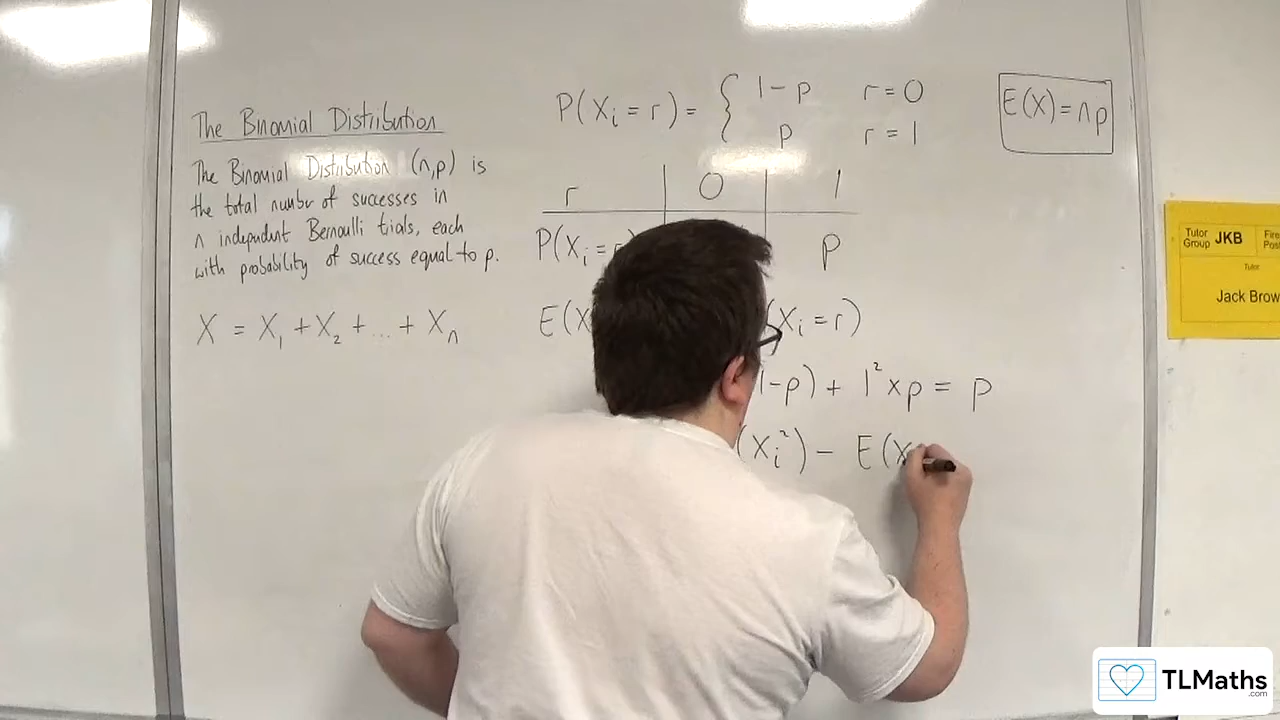 The Binomial Distribution
The Binomial Distribution (n,p) is
the total number of successes in
n independent Bernoulli trials, each
with probability of success equal to p.
X = X₁ + X₂ + ... + Xₙ
P(Xᵢ = r) = { 1-p r=0
p r=1
r 0 1
P(Xᵢ = p
E(X Xᵢ = r)
1-p) + 1² × p = p
(Xᵢ²) - E(X
E(X) = np
Tutor Group JKB
Tutor
Jack Brow
TLMaths
.com